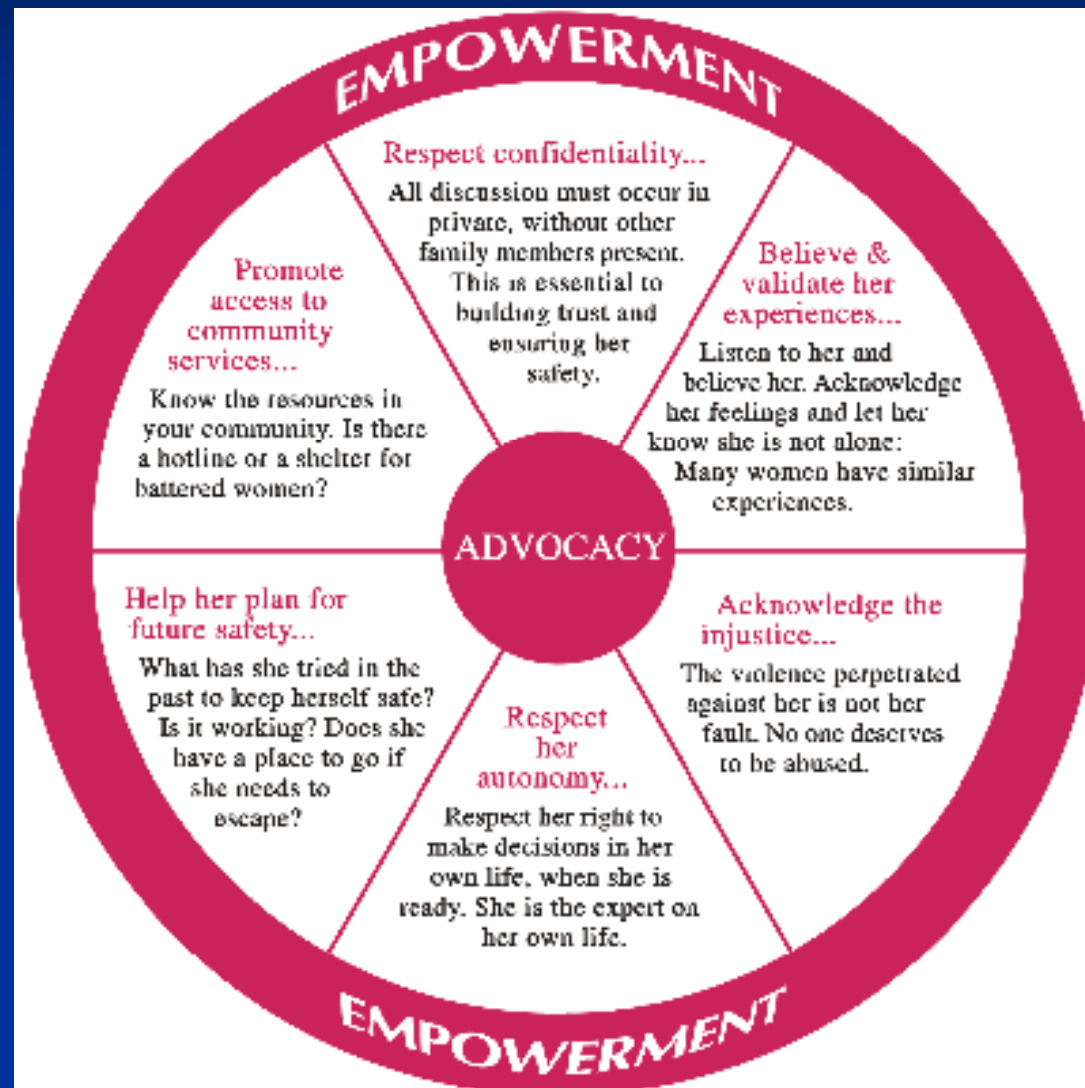 EMPOWERMENT
Respect confidentiality...
All discussion must occur in
private, without other
family members present.
This is essential to
building trust and
ensuring her
safety.
Believe &
validate her
experiences...
Listen to her and
believe her. Acknowledge
her feelings and let her
know she is not alone:
Many women have similar
experiences.
Acknowledge the
injustice...
The violence perpetrated
against her is not her
fault. No one deserves
to be abused.
Respect
her
autonomy...
Respect her right to
make decisions in her
own life, when she is
ready. She is the expert on
her own life.
Help her plan for
future safety...
What has she tried in the
past to keep herself safe?
Is it working? Does she
have a place to go if
she needs to
escape?
Promote
access to
community
services...
Know the resources in
your community. Is there
a hotline or a shelter for
battered women?
ADVOCACY
EMPOWERMENT